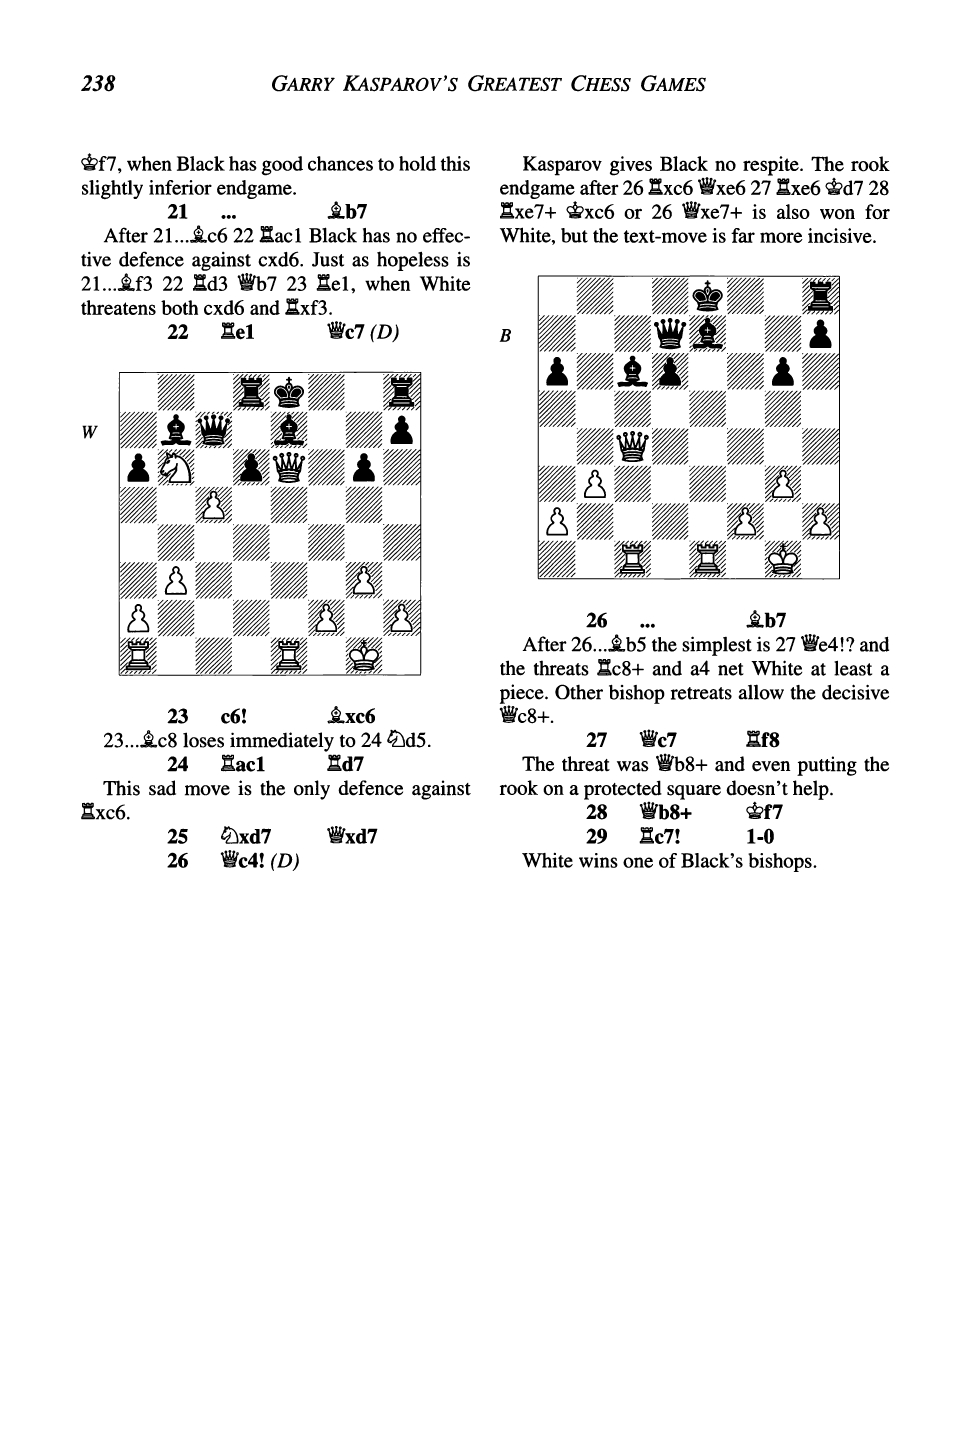 238 GARRY KASPAROV'S GREATEST CHESS GAMES
♔f7, when Black has good chances to hold this
slightly inferior endgame.
21 ... ♗b7
After 21...♗c6 22 ♖ac1 Black has no effec-
tive defence against cxd6. Just as hopeless is
21...♗f3 22 ♖d3 ♕b7 23 ♖e1, when White
threatens both cxd6 and ♖xf3.
22 ♖e1 ♕c7 (D)
W
23 c6! ♗xc6
23...♗c8 loses immediately to 24 ♘d5.
24 ♖ac1 ♖d7
This sad move is the only defence against
♖xc6.
25 ♘xd7 ♕xd7
26 ♕c4! (D)
Kasparov gives Black no respite. The rook
endgame after 26 ♖xc6 ♕xe6 27 ♖xe6 ♔d7 28
♖xe7+ ♔xc6 or 26 ♕xe7+ is also won for
White, but the text-move is far more incisive.
B
26 ... ♗b7
After 26...♗b5 the simplest is 27 ♕e4!? and
the threats ♖c8+ and a4 net White at least a
piece. Other bishop retreats allow the decisive
♕c8+.
27 ♕c7 ♖f8
The threat was ♕b8+ and even putting the
rook on a protected square doesn't help.
28 ♕b8+ ♔f7
29 ♖c7! 1-0
White wins one of Black's bishops.